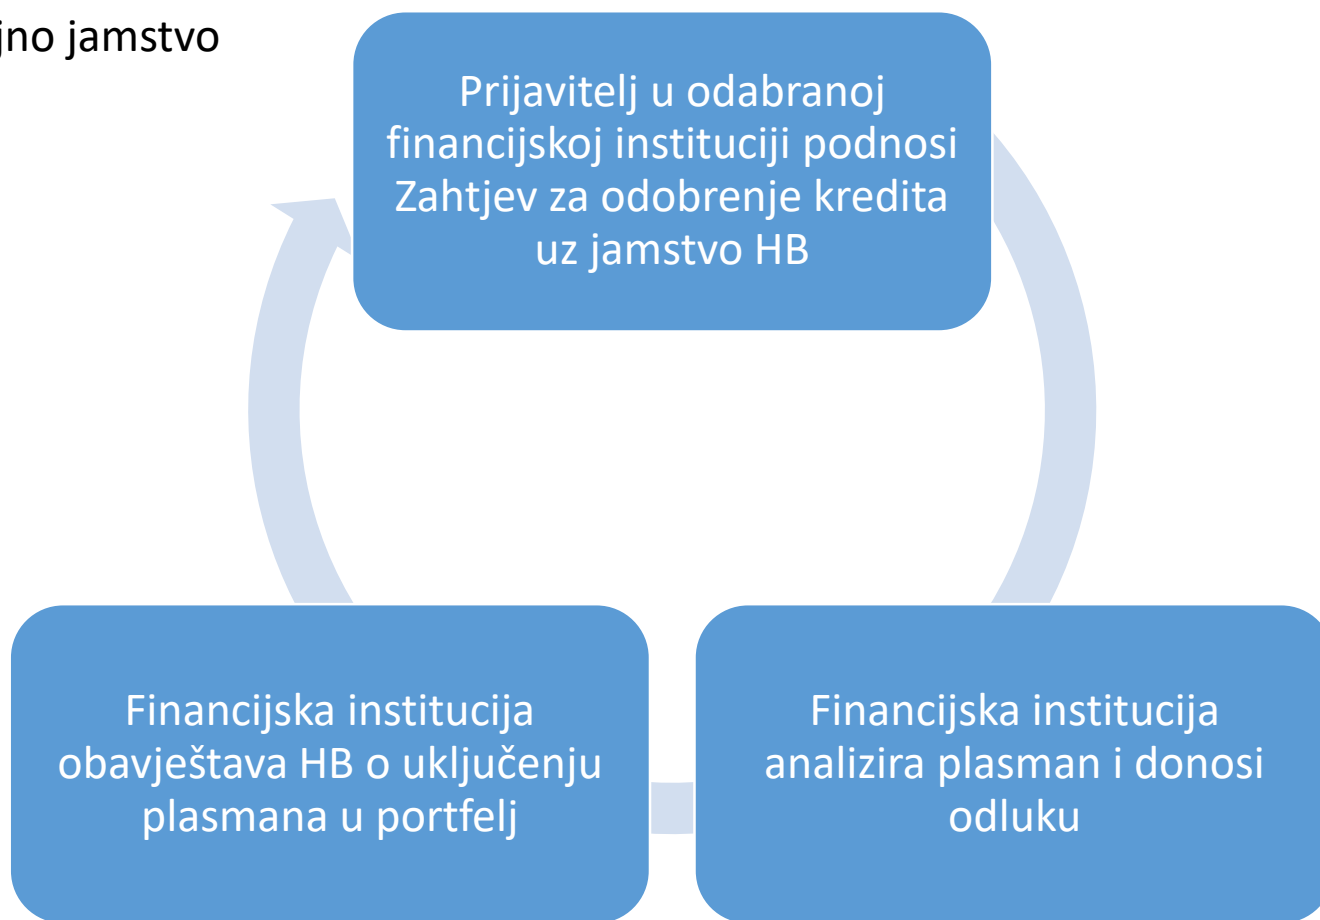 jno jamstvo
Prijavitelj u odabranoj
financijskoj instituciji podnosi
Zahtjev za odobrenje kredita
uz jamstvo HB
Financijska institucija
obavještava HB o uključenju
plasmana u portfelj
Financijska institucija
analizira plasman i donosi
odluku